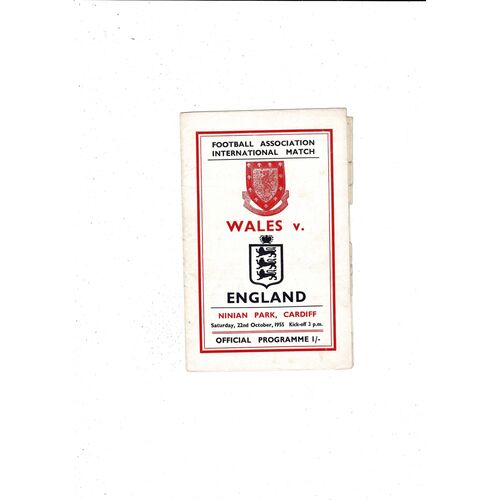 FOOTBALL ASSOCIATION
INTERNATIONAL MATCH
WALES v.
ENGLAND
NINIAN PARK, CARDIFF
Saturday, 22nd October, 1955 Kick-off 3 p.m.
OFFICIAL PROGRAMME 1/-